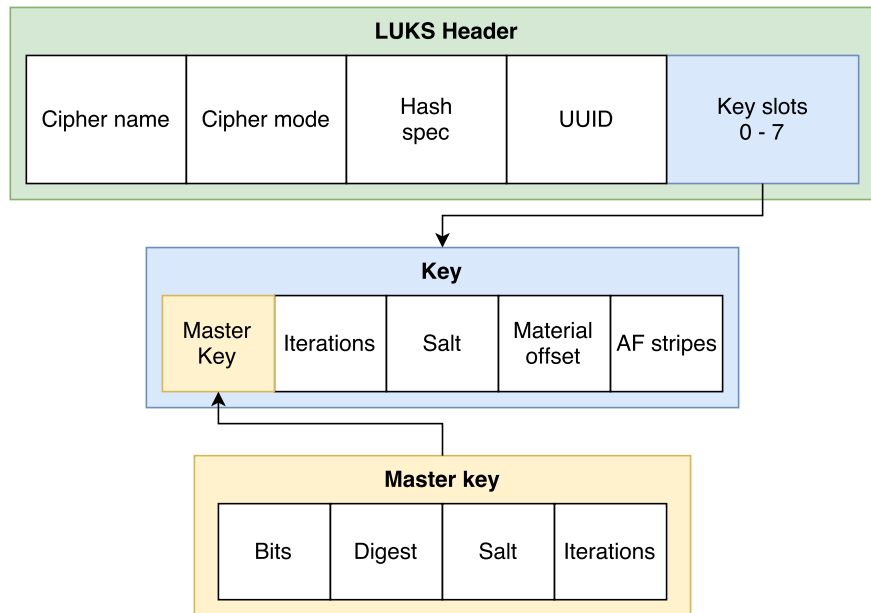 LUKS Header
Cipher name
Cipher mode
Hash
spec
UUID
Key slots
0 - 7
Key
Master
Key
Iterations
Salt
Material
offset
AF stripes
Master key
Bits
Digest
Salt
Iterations